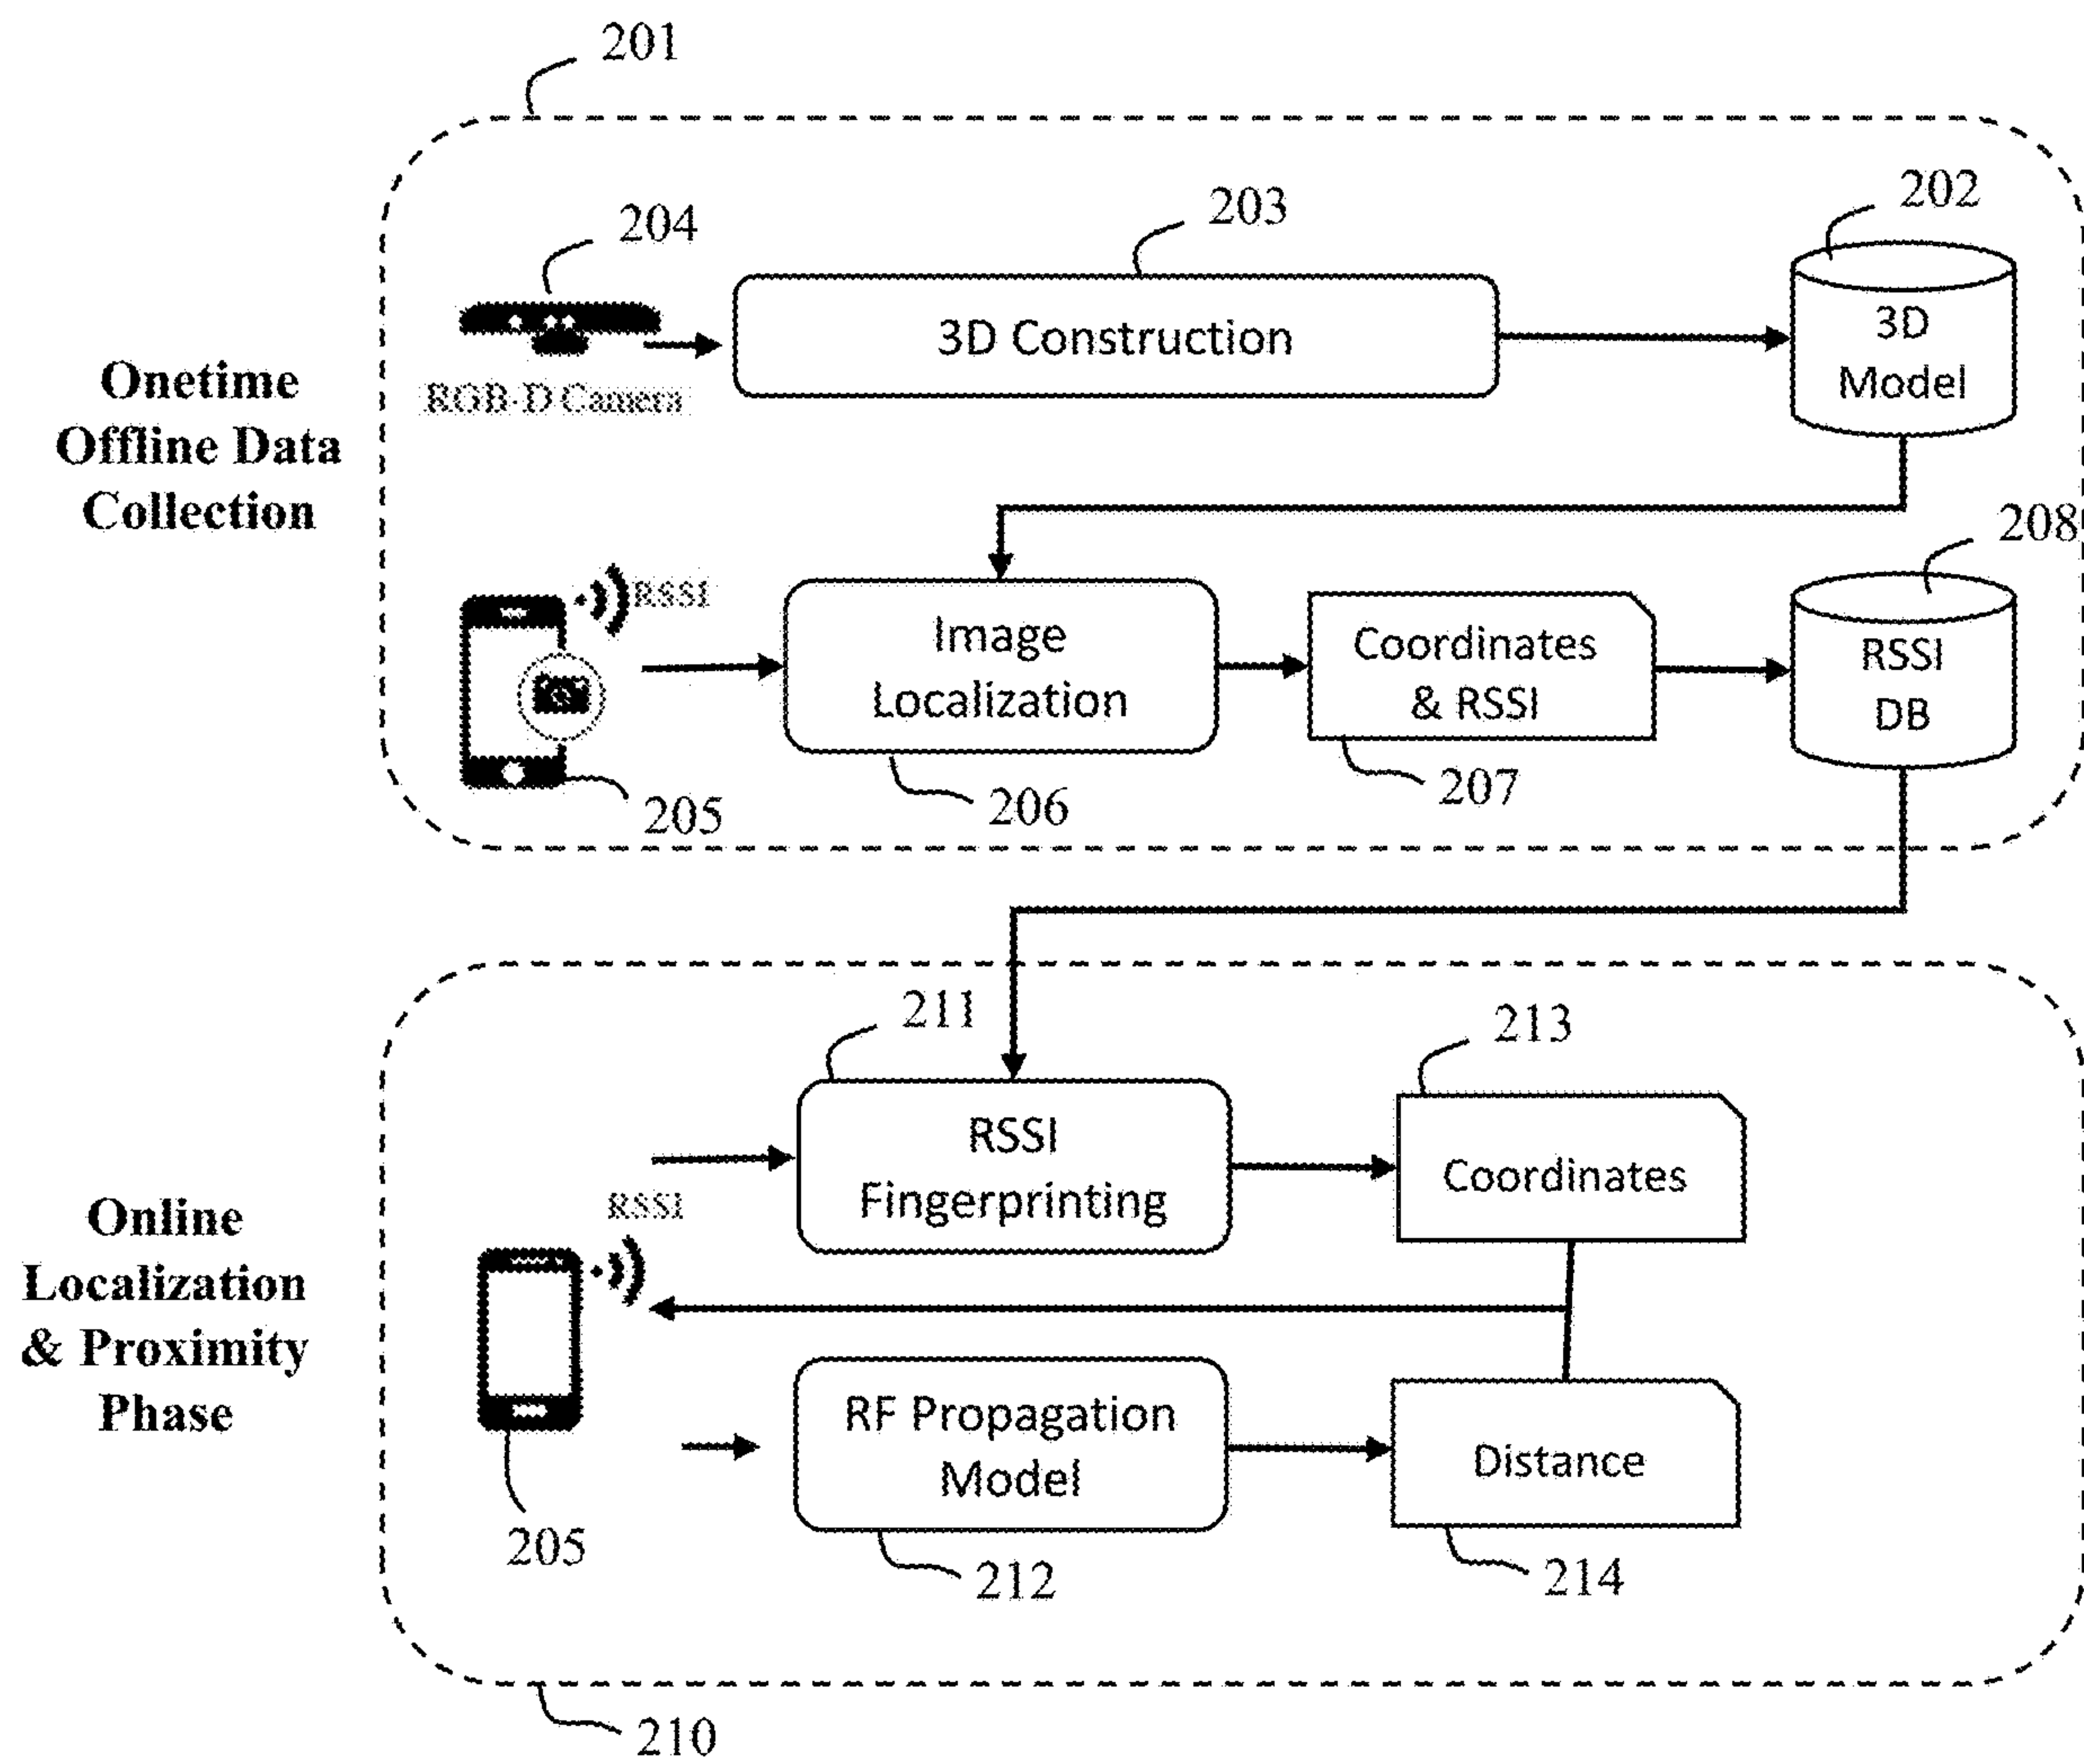 201
202
203
204
3D Construction
3D
Model
RGB-D Camera
Onetime
Offline Data
Collection
208
RSSI
Image
Localization
Coordinates
& RSSI
RSSI
DB
205
206
207
211
213
RSSI
Fingerprinting
Coordinates
RSSI
Online
Localization
& Proximity
Phase
RF Propagation
Model
Distance
205
212
214
210